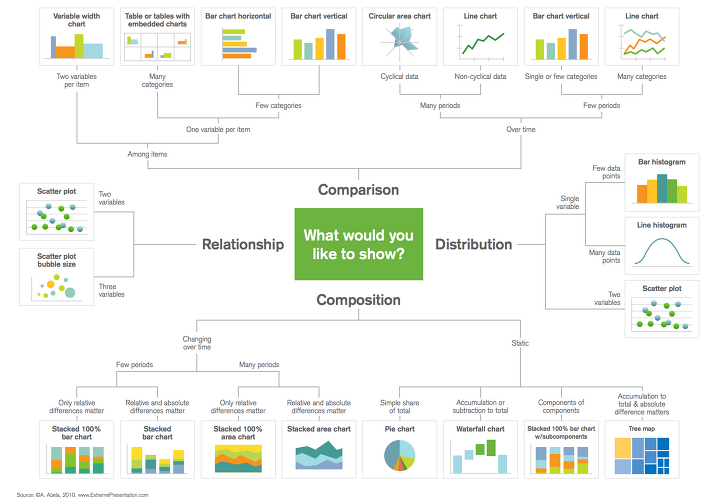 Variable width
chart
Table or tables with
embedded charts
Bar chart horizontal
Bar chart vertical
Circular area chart
Line chart
Bar chart vertical
Line chart
Two variables
per item
Many
categories
Cyclical data
Non-cyclical data
Single or few categories
Many categories
Few categories
Many periods
Few periods
One variable per item
Over time
Among items
Comparison
Scatter plot
Two
variables
Relationship
What would you
like to show?
Distribution
Scatter plot
bubble size
Three
variables
Single
variable
Few data
points
Bar histogram
Many data
points
Line histogram
Two
variables
Scatter plot
Composition
Changing
over time
Static
Few periods
Many periods
Only relative
differences matter
Relative and absolute
differences matter
Only relative
differences matter
Relative and absolute
differences matter
Simple share
of total
Accumulation or
subtraction to total
Components of
components
Accumulation to
total & absolute
difference matters
Stacked 100%
bar chart
Stacked
bar chart
Stacked 100%
area chart
Stacked area chart
Pie chart
Waterfall chart
Stacked 100% bar chart
w/subcomponents
Tree map
Source: ©A. Abela, 2010. www.ExtremePresentation.com